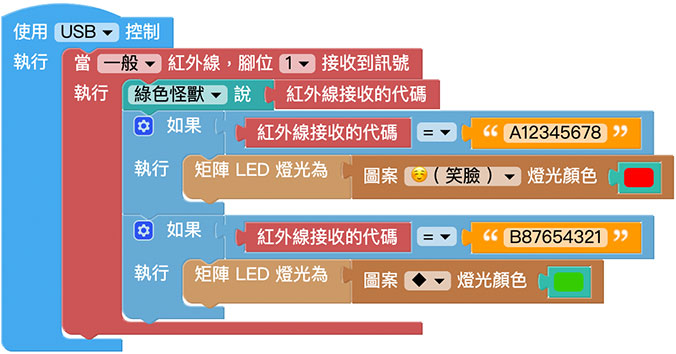 使用 USB 控制
執行 當 一般 紅外線，腳位 1 接收到訊號
執行 綠色怪獸 說 紅外線接收的代碼
如果 紅外線接收的代碼 = “ A12345678 ”
執行 矩陣 LED 燈光為 圖案 ☺️（笑臉） 燈光顏色
如果 紅外線接收的代碼 = “ B87654321 ”
執行 矩陣 LED 燈光為 圖案 ◆ 燈光顏色